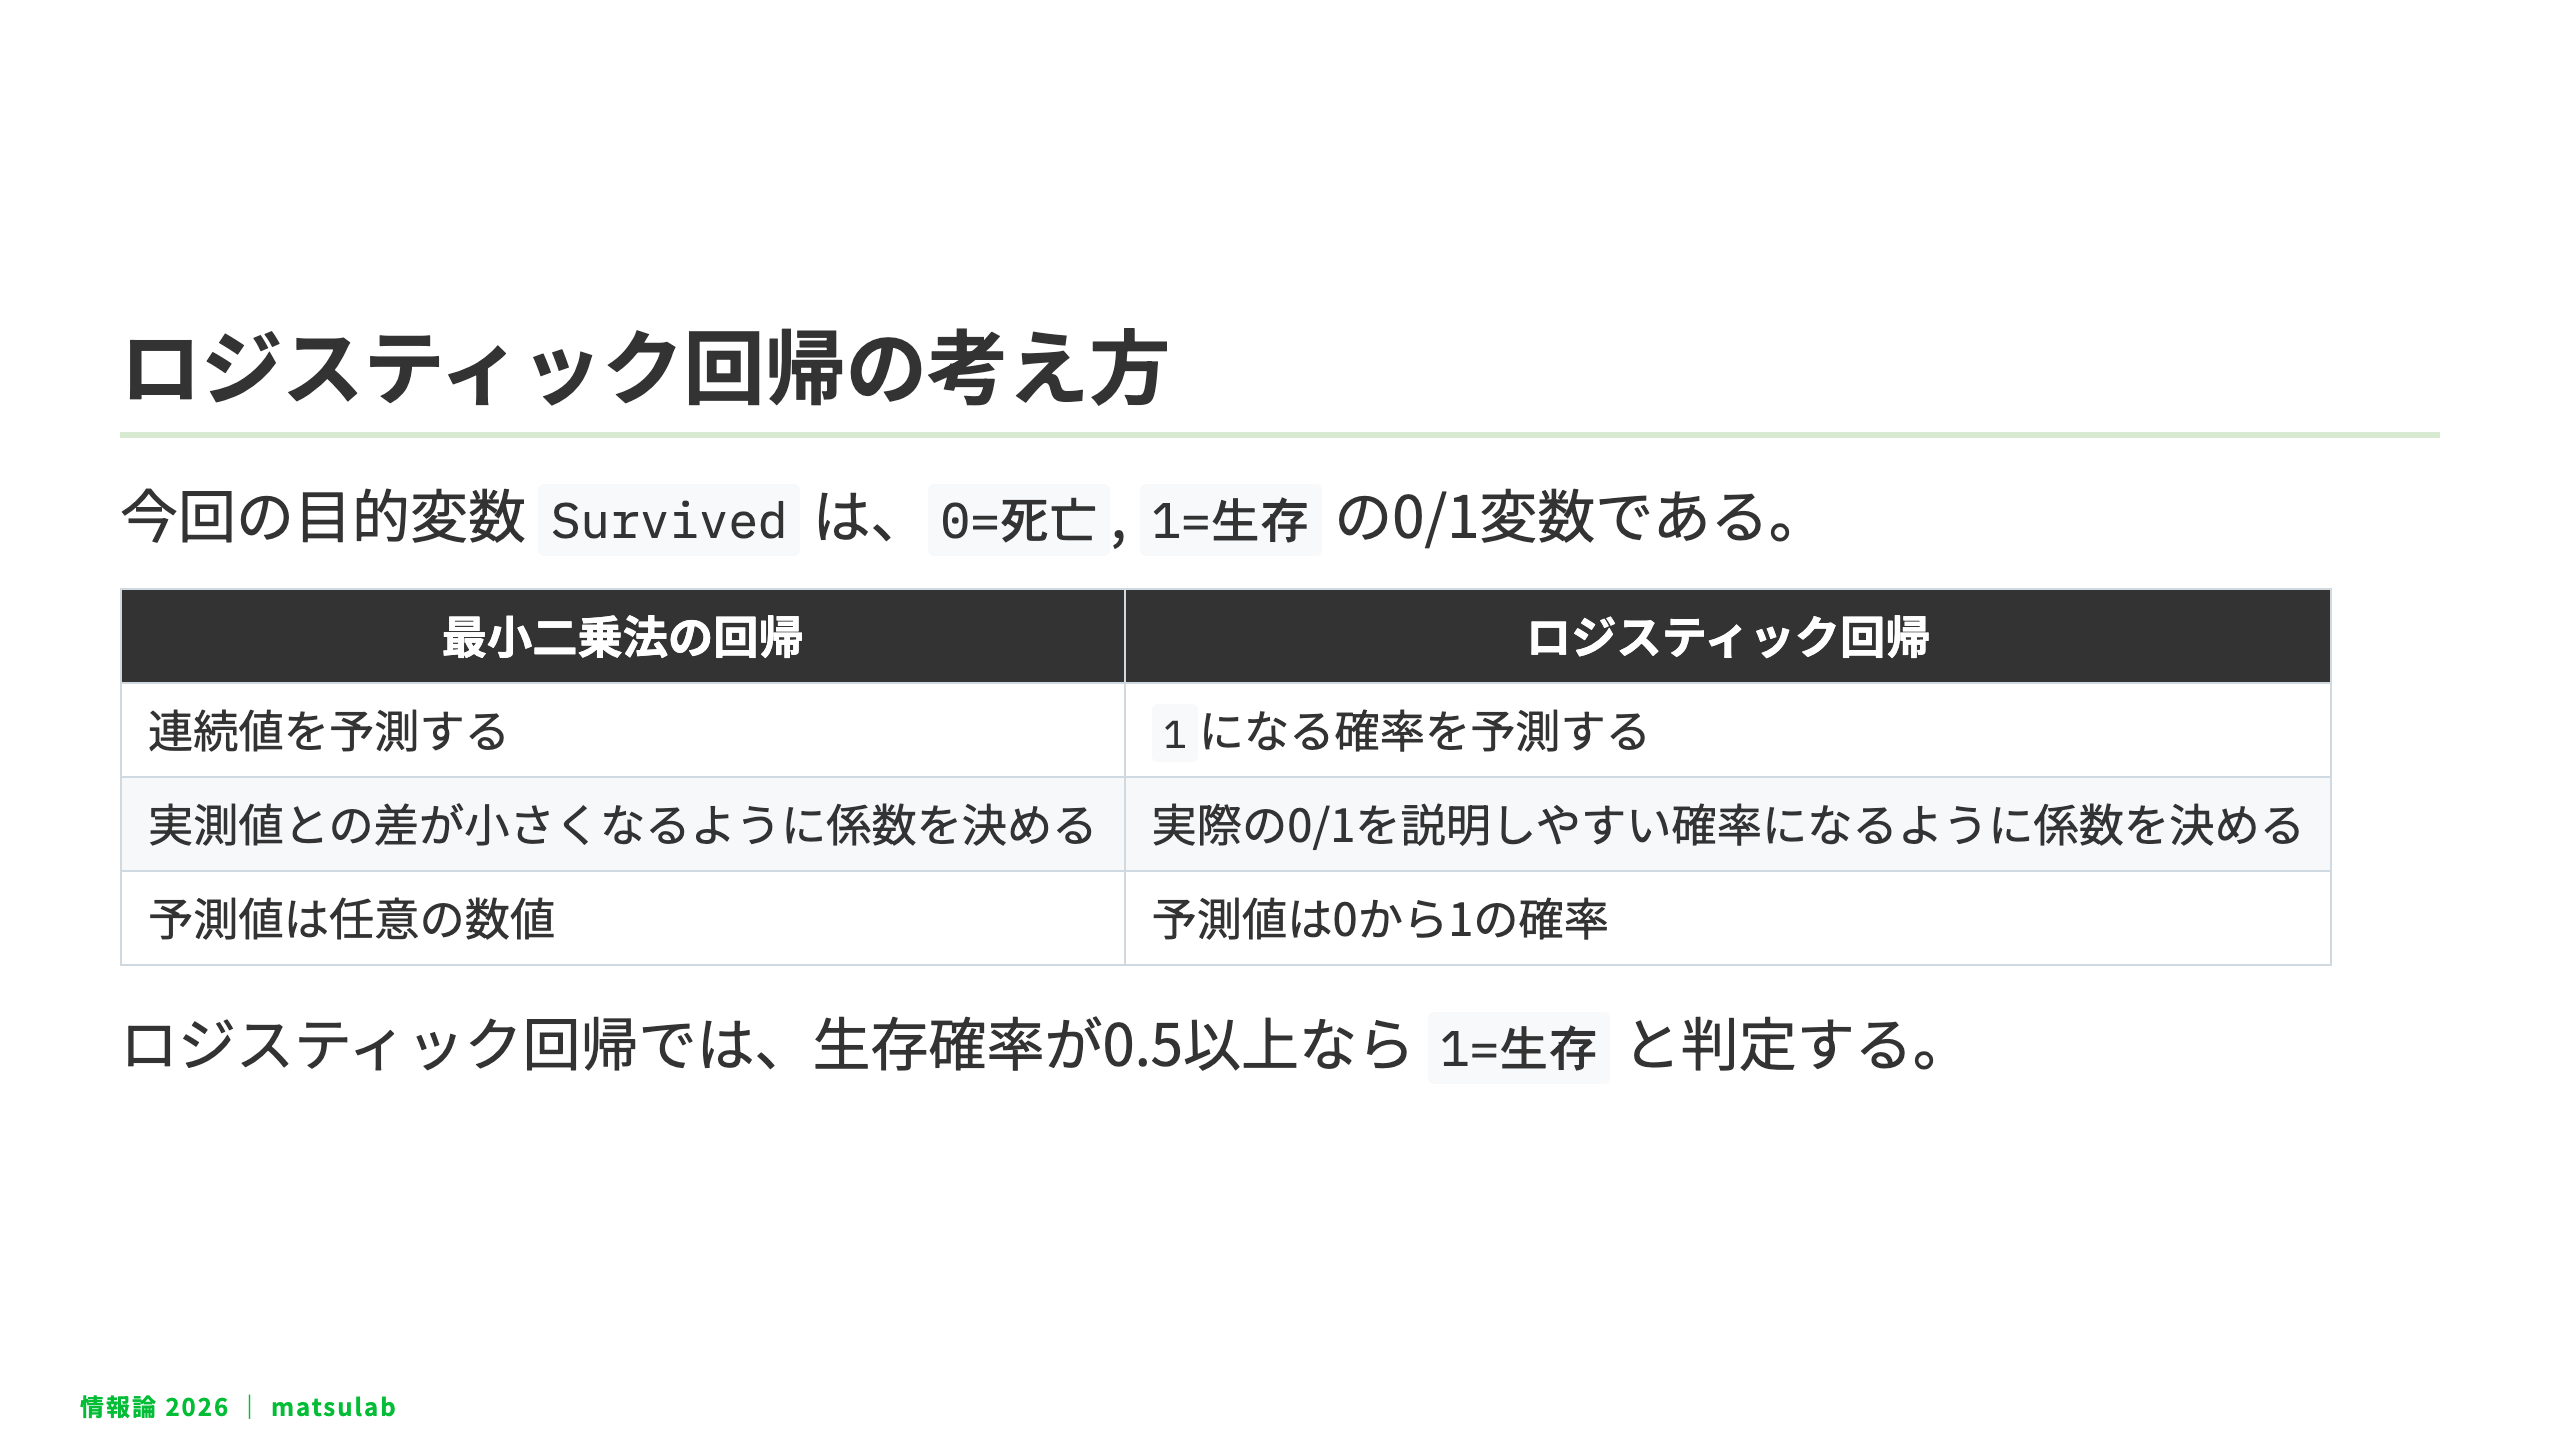 ロジスティック回帰の考え方
今回の目的変数 Survived は、 0=死亡, 1=生存 の0/1変数である。
最小二乗法の回帰 ロジスティック回帰
連続値を予測する 1になる確率を予測する
実測値との差が小さくなるように係数を決める 実際の0/1を説明しやすい確率になるように係数を決める
予測値は任意の数値 予測値は0から1の確率
ロジスティック回帰では、生存確率が0.5以上なら 1=生存 と判定する。
情報論 2026 | matsulab